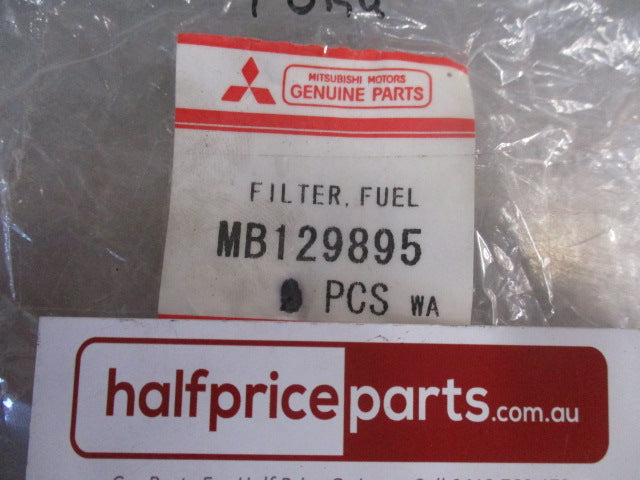 MITSUBISHI MOTORS
GENUINE PARTS
FILTER, FUEL
MB129895
PCS WA
halfpriceparts.com.au